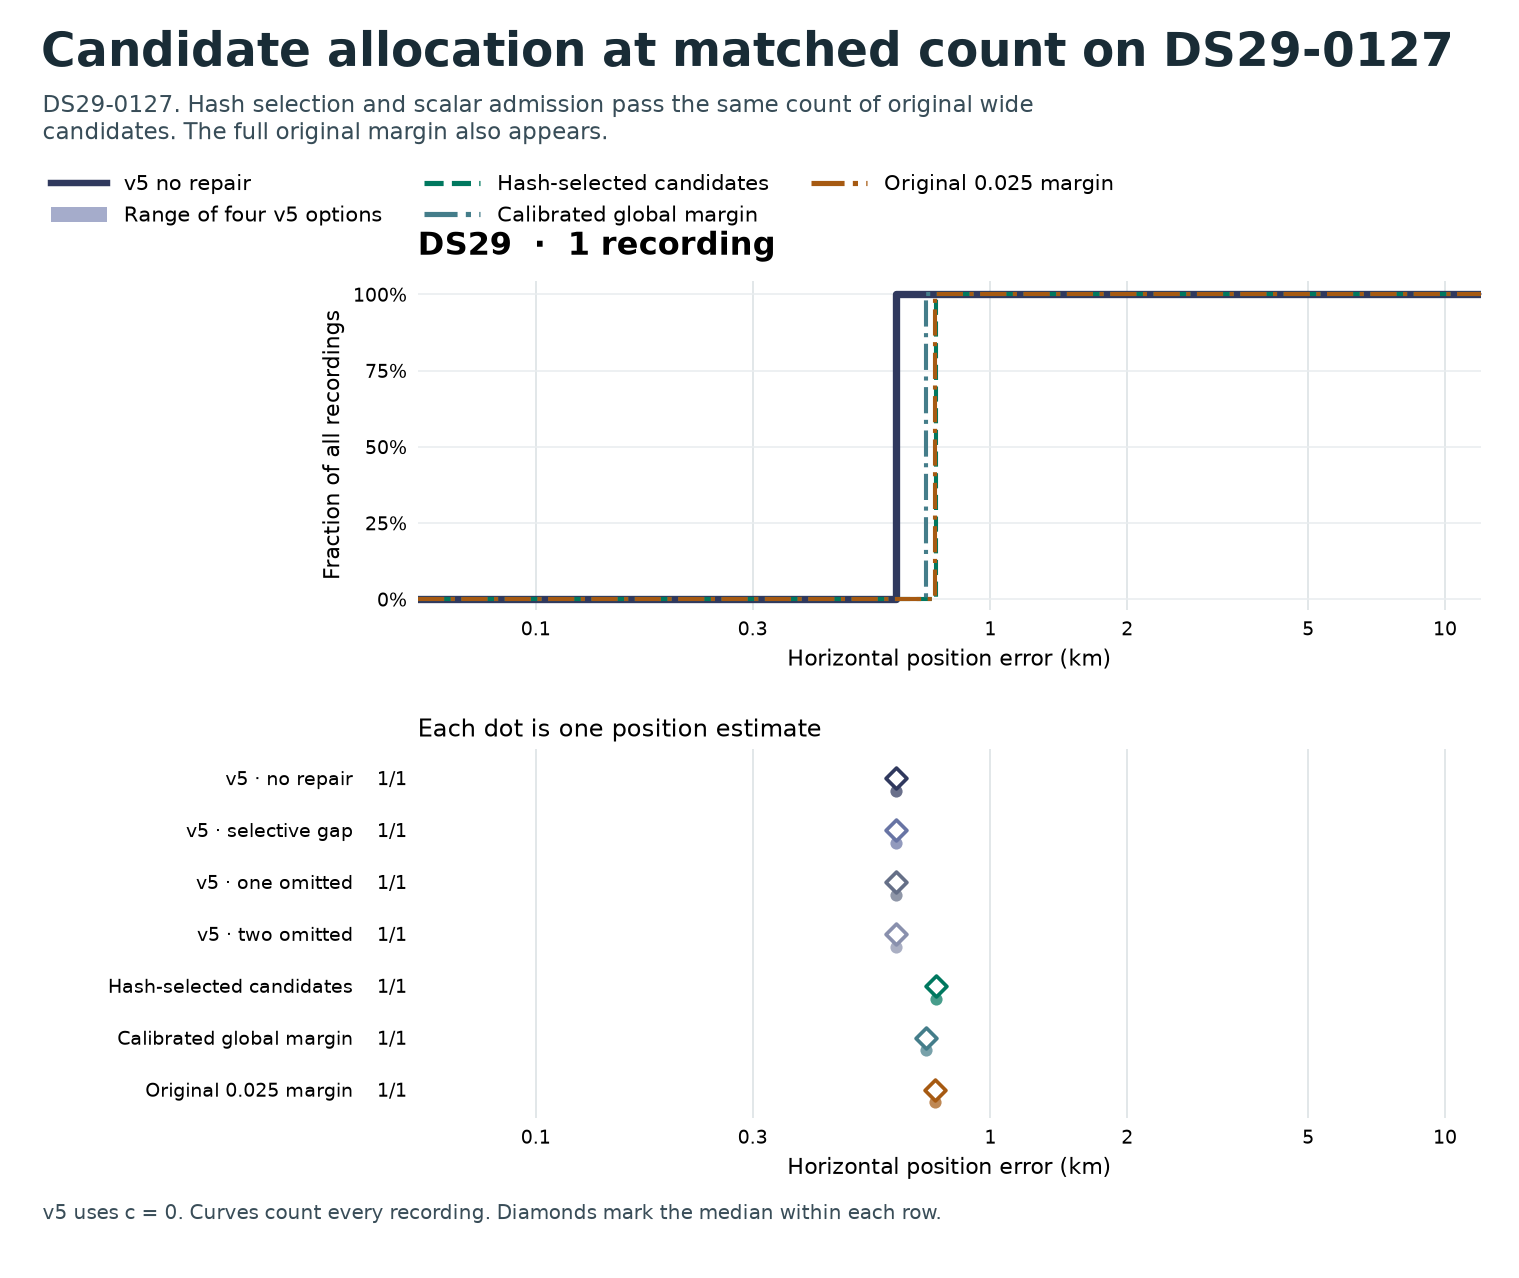 Candidate allocation at matched count on DS29-0127
DS29-0127. Hash selection and scalar admission pass the same count of original wide
candidates. The full original margin also appears.
v5 no repair
Range of four v5 options
Hash-selected candidates
Calibrated global margin
Original 0.025 margin
DS29 · 1 recording
Fraction of all recordings
100%
75%
50%
25%
0%
0.1 0.3 1 2 5 10
Horizontal position error (km)
Each dot is one position estimate
v5 · no repair 1/1
v5 · selective gap 1/1
v5 · one omitted 1/1
v5 · two omitted 1/1
Hash-selected candidates 1/1
Calibrated global margin 1/1
Original 0.025 margin 1/1
0.1 0.3 1 2 5 10
Horizontal position error (km)
v5 uses c = 0. Curves count every recording. Diamonds mark the median within each row.